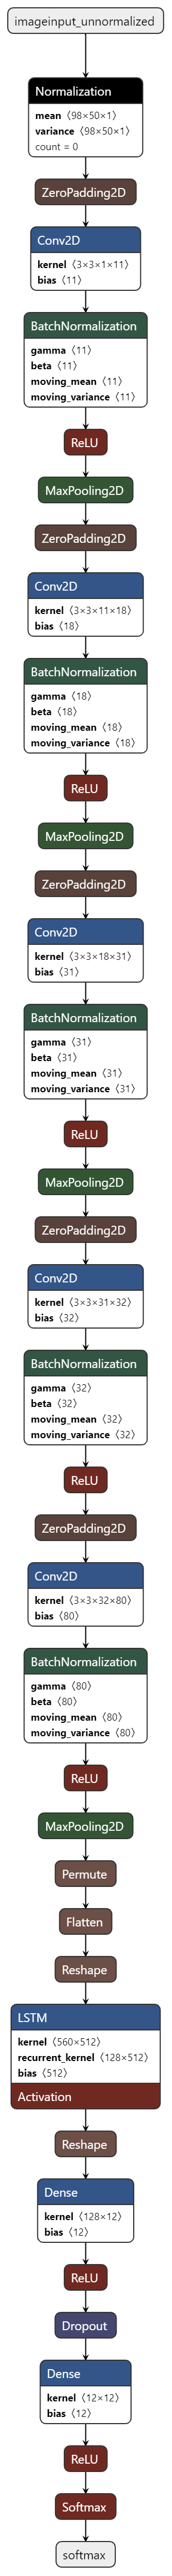 imageinput_unnormalized
Normalization
mean〈98×50×1〉
variance〈98×50×1〉
count = 0
ZeroPadding2D
Conv2D
kernel〈3×3×1×11〉
bias〈11〉
BatchNormalization
gamma〈11〉
beta〈11〉
moving_mean〈11〉
moving_variance〈11〉
ReLU
MaxPooling2D
ZeroPadding2D
Conv2D
kernel〈3×3×11×18〉
bias〈18〉
BatchNormalization
gamma〈18〉
beta〈18〉
moving_mean〈18〉
moving_variance〈18〉
ReLU
MaxPooling2D
ZeroPadding2D
Conv2D
kernel〈3×3×18×31〉
bias〈31〉
BatchNormalization
gamma〈31〉
beta〈31〉
moving_mean〈31〉
moving_variance〈31〉
ReLU
MaxPooling2D
ZeroPadding2D
Conv2D
kernel〈3×3×31×32〉
bias〈32〉
BatchNormalization
gamma〈32〉
beta〈32〉
moving_mean〈32〉
moving_variance〈32〉
ReLU
ZeroPadding2D
Conv2D
kernel〈3×3×32×80〉
bias〈80〉
BatchNormalization
gamma〈80〉
beta〈80〉
moving_mean〈80〉
moving_variance〈80〉
ReLU
MaxPooling2D
Permute
Flatten
Reshape
LSTM
kernel〈560×512〉
recurrent_kernel〈128×512〉
bias〈512〉
Activation
Reshape
Dense
kernel〈128×12〉
bias〈12〉
ReLU
Dropout
Dense
kernel〈12×12〉
bias〈12〉
ReLU
Softmax
softmax